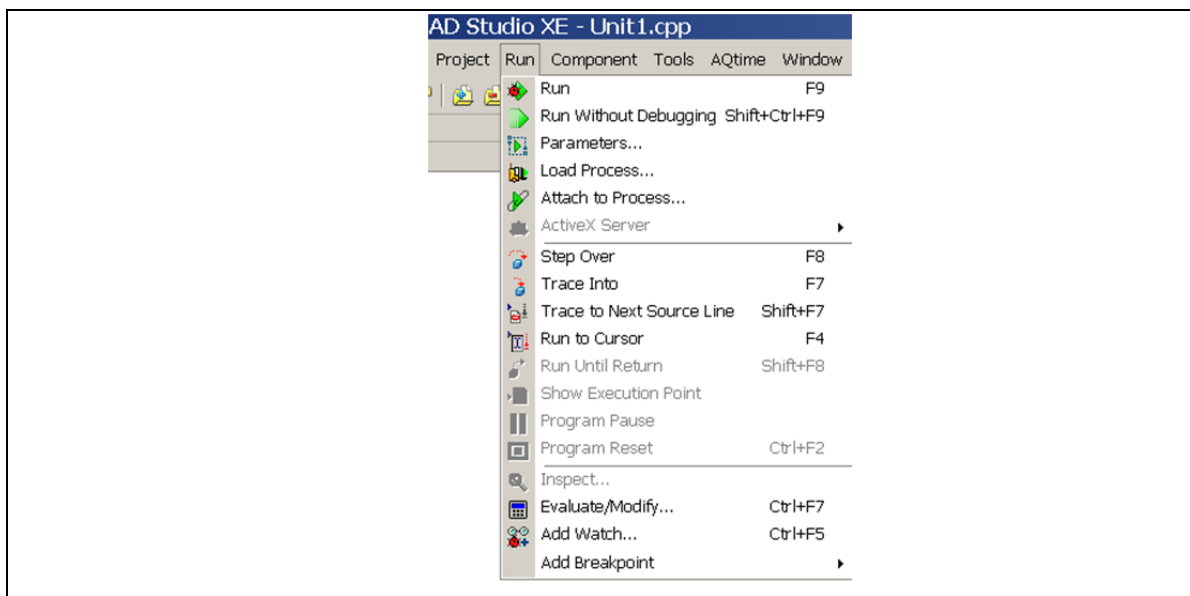 AD Studio XE - Unit1.cpp
Project Run Component Tools AQtime Window
Run F9
Run Without Debugging Shift+Ctrl+F9
Parameters...
Load Process...
Attach to Process...
ActiveX Server
Step Over F8
Trace Into F7
Trace to Next Source Line Shift+F7
Run to Cursor F4
Run Until Return Shift+F8
Show Execution Point
Program Pause
Program Reset Ctrl+F2
Inspect...
Evaluate/Modify... Ctrl+F7
Add Watch... Ctrl+F5
Add Breakpoint